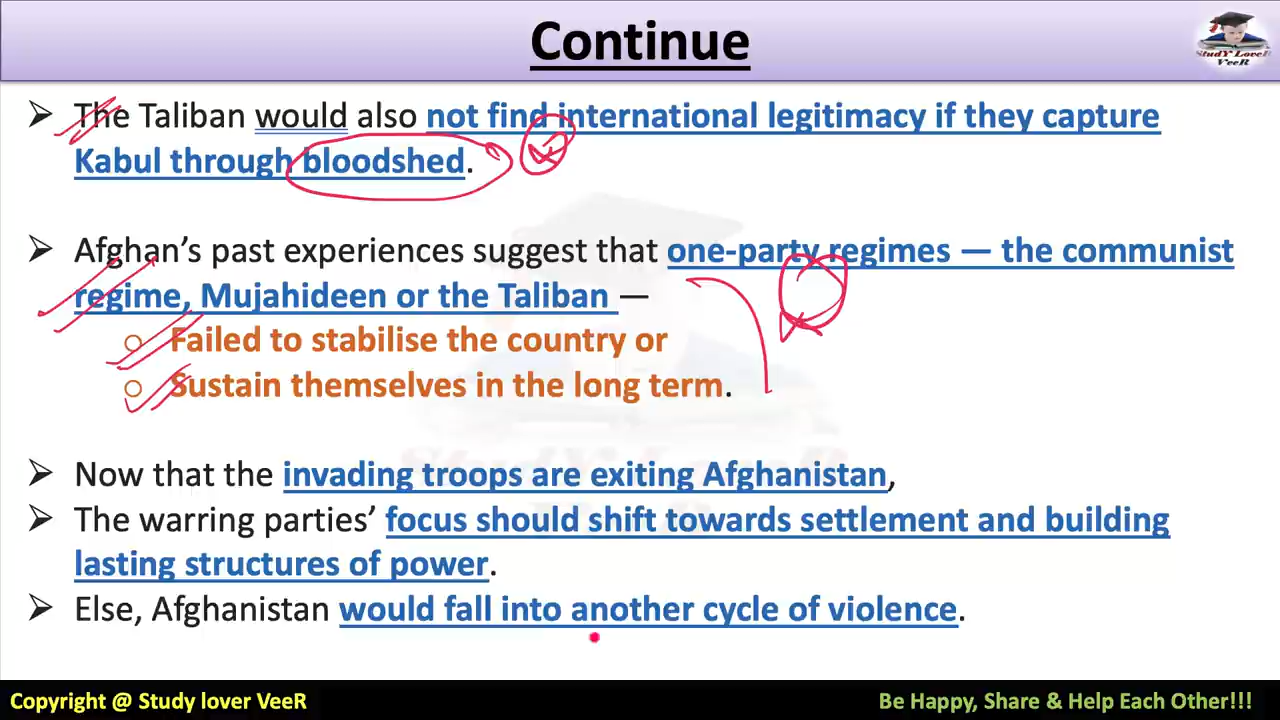 Continue
StudY LoveR
VeeR
➤ The Taliban would also not find international legitimacy if they capture
Kabul through bloodshed.
➤ Afghan’s past experiences suggest that one-party regimes — the communist
regime, Mujahideen or the Taliban —
○ Failed to stabilise the country or
○ Sustain themselves in the long term.
StudY LoveR
➤ Now that the invading troops are exiting Afghanistan,
➤ The warring parties’ focus should shift towards settlement and building
lasting structures of power.
➤ Else, Afghanistan would fall into another cycle of violence.
Copyright @ Study lover VeeR
Be Happy, Share & Help Each Other!!!